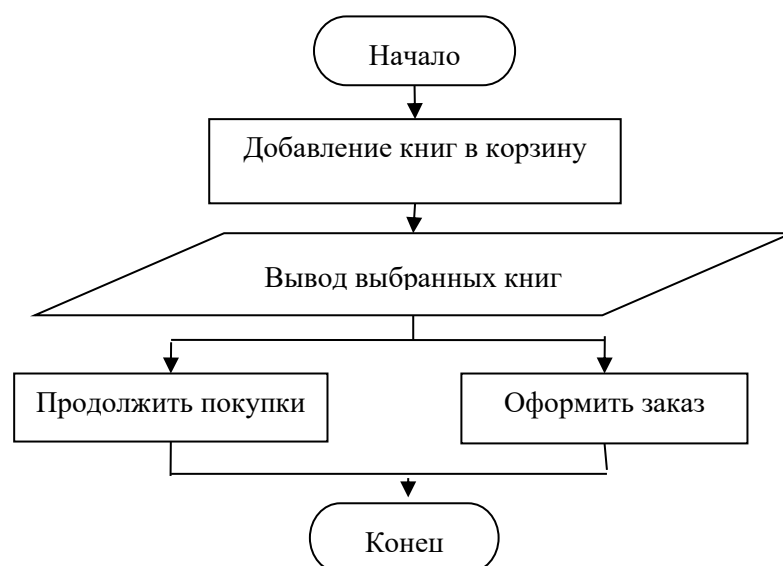 Начало
Добавление книг в корзину
Вывод выбранных книг
Продолжить покупки
Оформить заказ
Конец